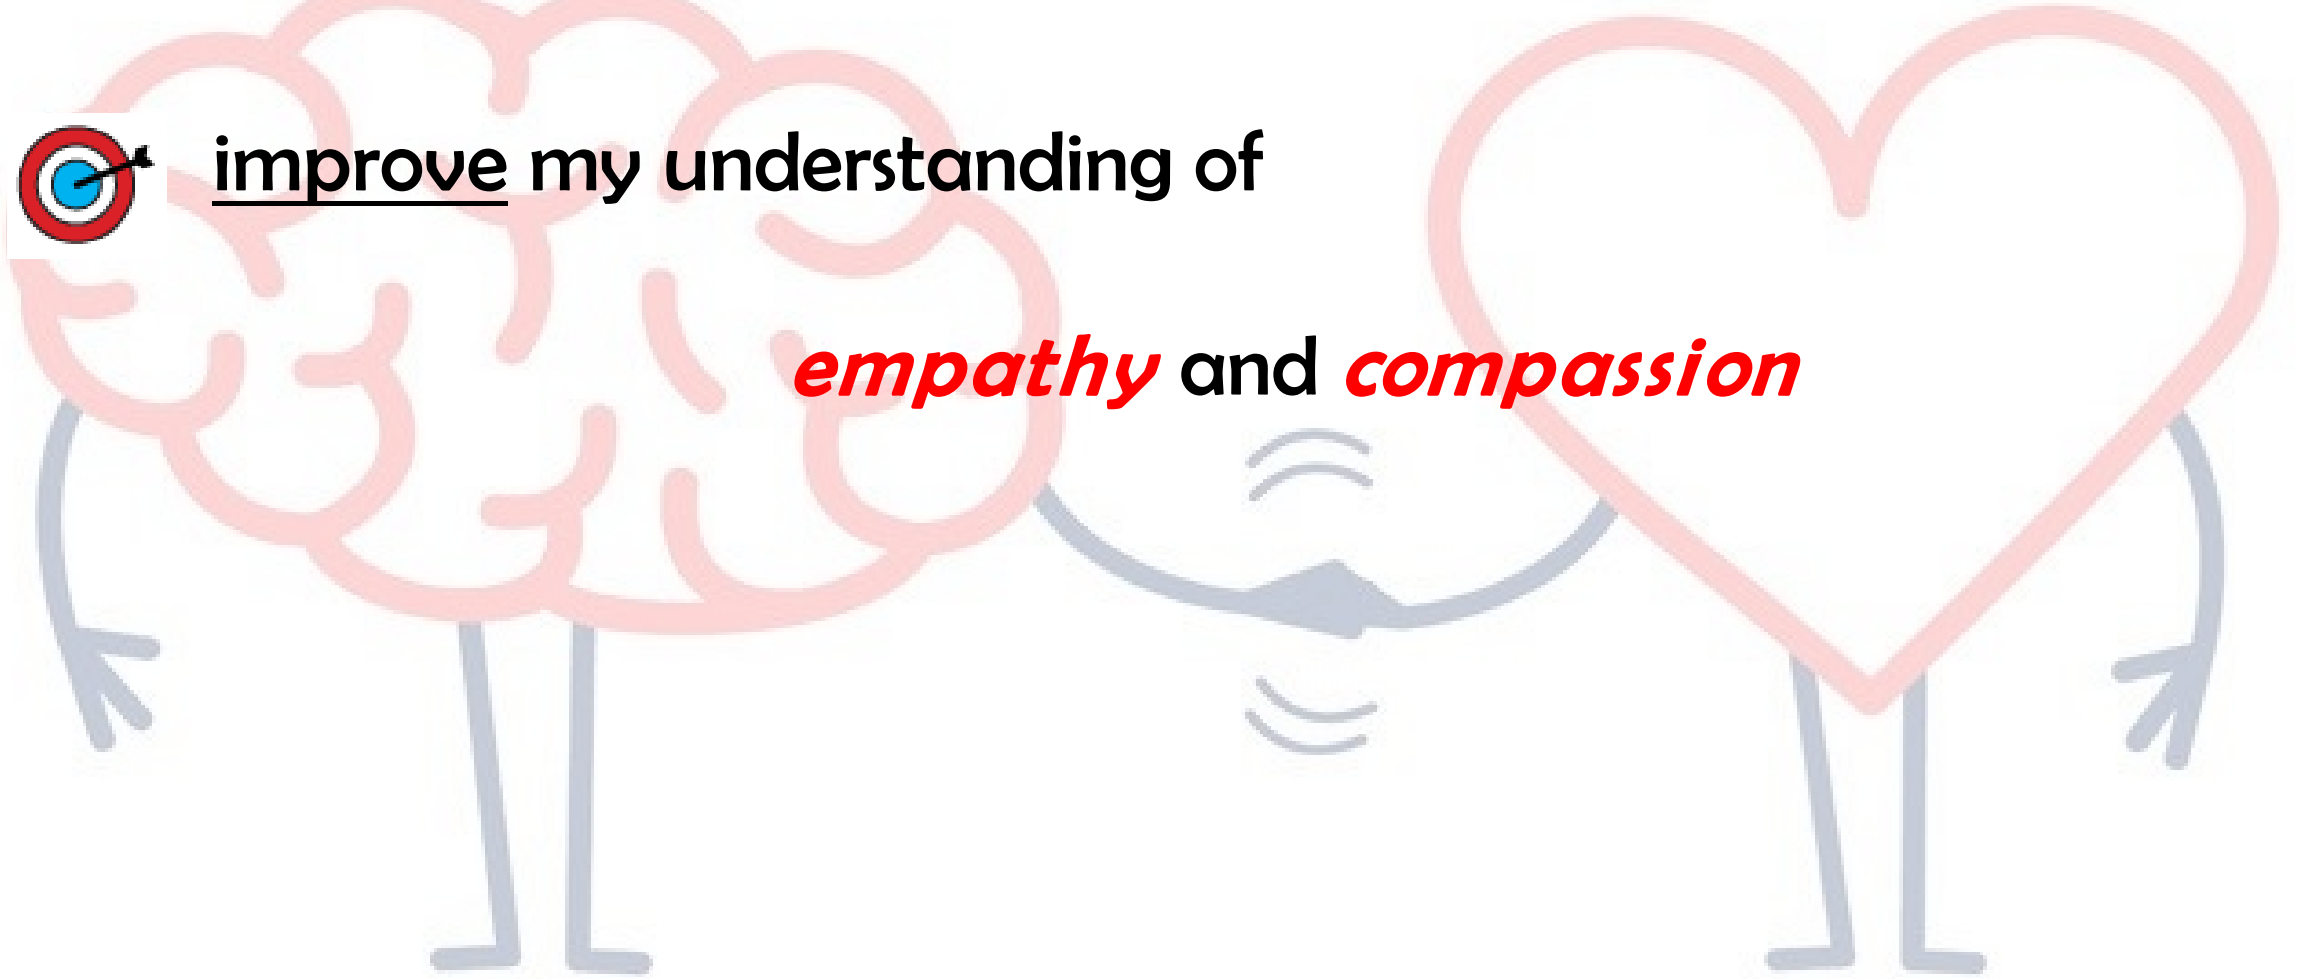 improve my understanding of
empathy and compassion